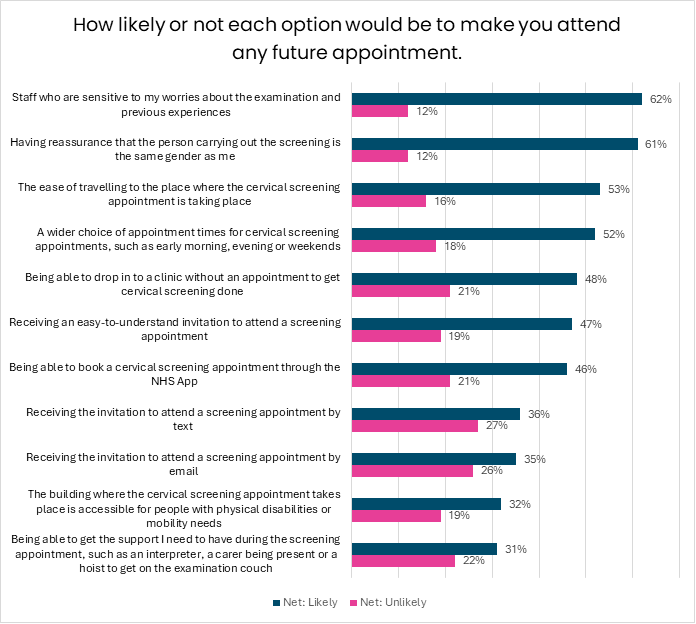 How likely or not each option would be to make you attend
any future appointment.
Staff who are sensitive to my worries about the examination and
previous experiences
62%
12%
Having reassurance that the person carrying out the screening is
the same gender as me
61%
12%
The ease of travelling to the place where the cervical screening
appointment is taking place
53%
16%
A wider choice of appointment times for cervical screening
appointments, such as early morning, evening or weekends
52%
18%
Being able to drop in to a clinic without an appointment to get
cervical screening done
48%
21%
Receiving an easy-to-understand invitation to attend a screening
appointment
47%
19%
Being able to book a cervical screening appointment through the
NHS App
46%
21%
Receiving the invitation to attend a screening appointment by
text
36%
27%
Receiving the invitation to attend a screening appointment by
email
35%
26%
The building where the cervical screening appointment takes
place is accessible for people with physical disabilities or
mobility needs
32%
19%
Being able to get the support I need to have during the screening
appointment, such as an interpreter, a carer being present or a
hoist to get on the examination couch
31%
22%
Net: Likely
Net: Unlikely